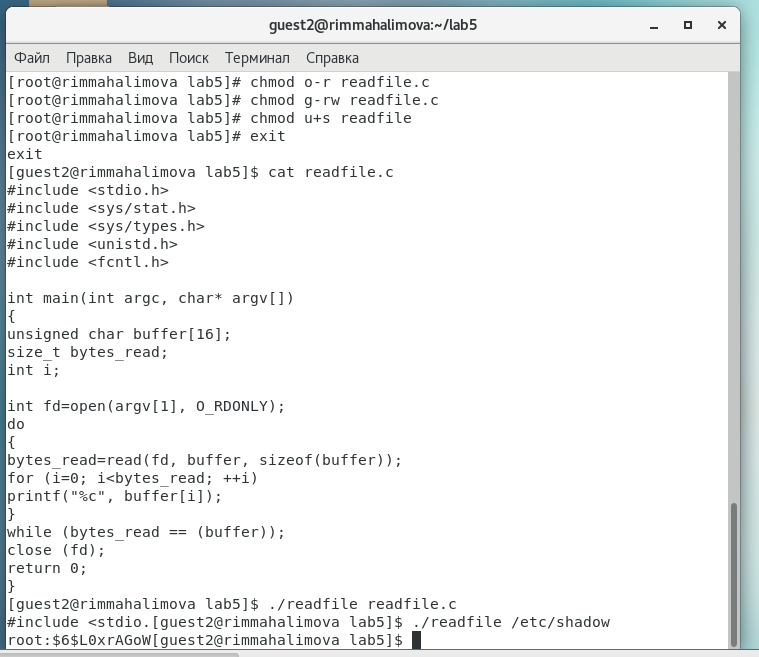 guest2@rimmahalimova:~/lab5
Файл Правка Вид Поиск Терминал Справка
[root@rimmahalimova lab5]# chmod o-r readfile.c
[root@rimmahalimova lab5]# chmod g-rw readfile.c
[root@rimmahalimova lab5]# chmod u+s readfile
[root@rimmahalimova lab5]# exit
exit
[guest2@rimmahalimova lab5]$ cat readfile.c
#include <stdio.h>
#include <sys/stat.h>
#include <sys/types.h>
#include <unistd.h>
#include <fcntl.h>

int main(int argc, char* argv[])
{
unsigned char buffer[16];
size_t bytes_read;
int i;

int fd=open(argv[1], O_RDONLY);
do
{
bytes_read=read(fd, buffer, sizeof(buffer));
for (i=0; i<bytes_read; ++i)
printf("%c", buffer[i]);
}
while (bytes_read == (buffer));
close (fd);
return 0;
}
[guest2@rimmahalimova lab5]$ ./readfile readfile.c
#include <stdio.[guest2@rimmahalimova lab5]$ ./readfile /etc/shadow
root:$6$L0xrAGoW[guest2@rimmahalimova lab5]$